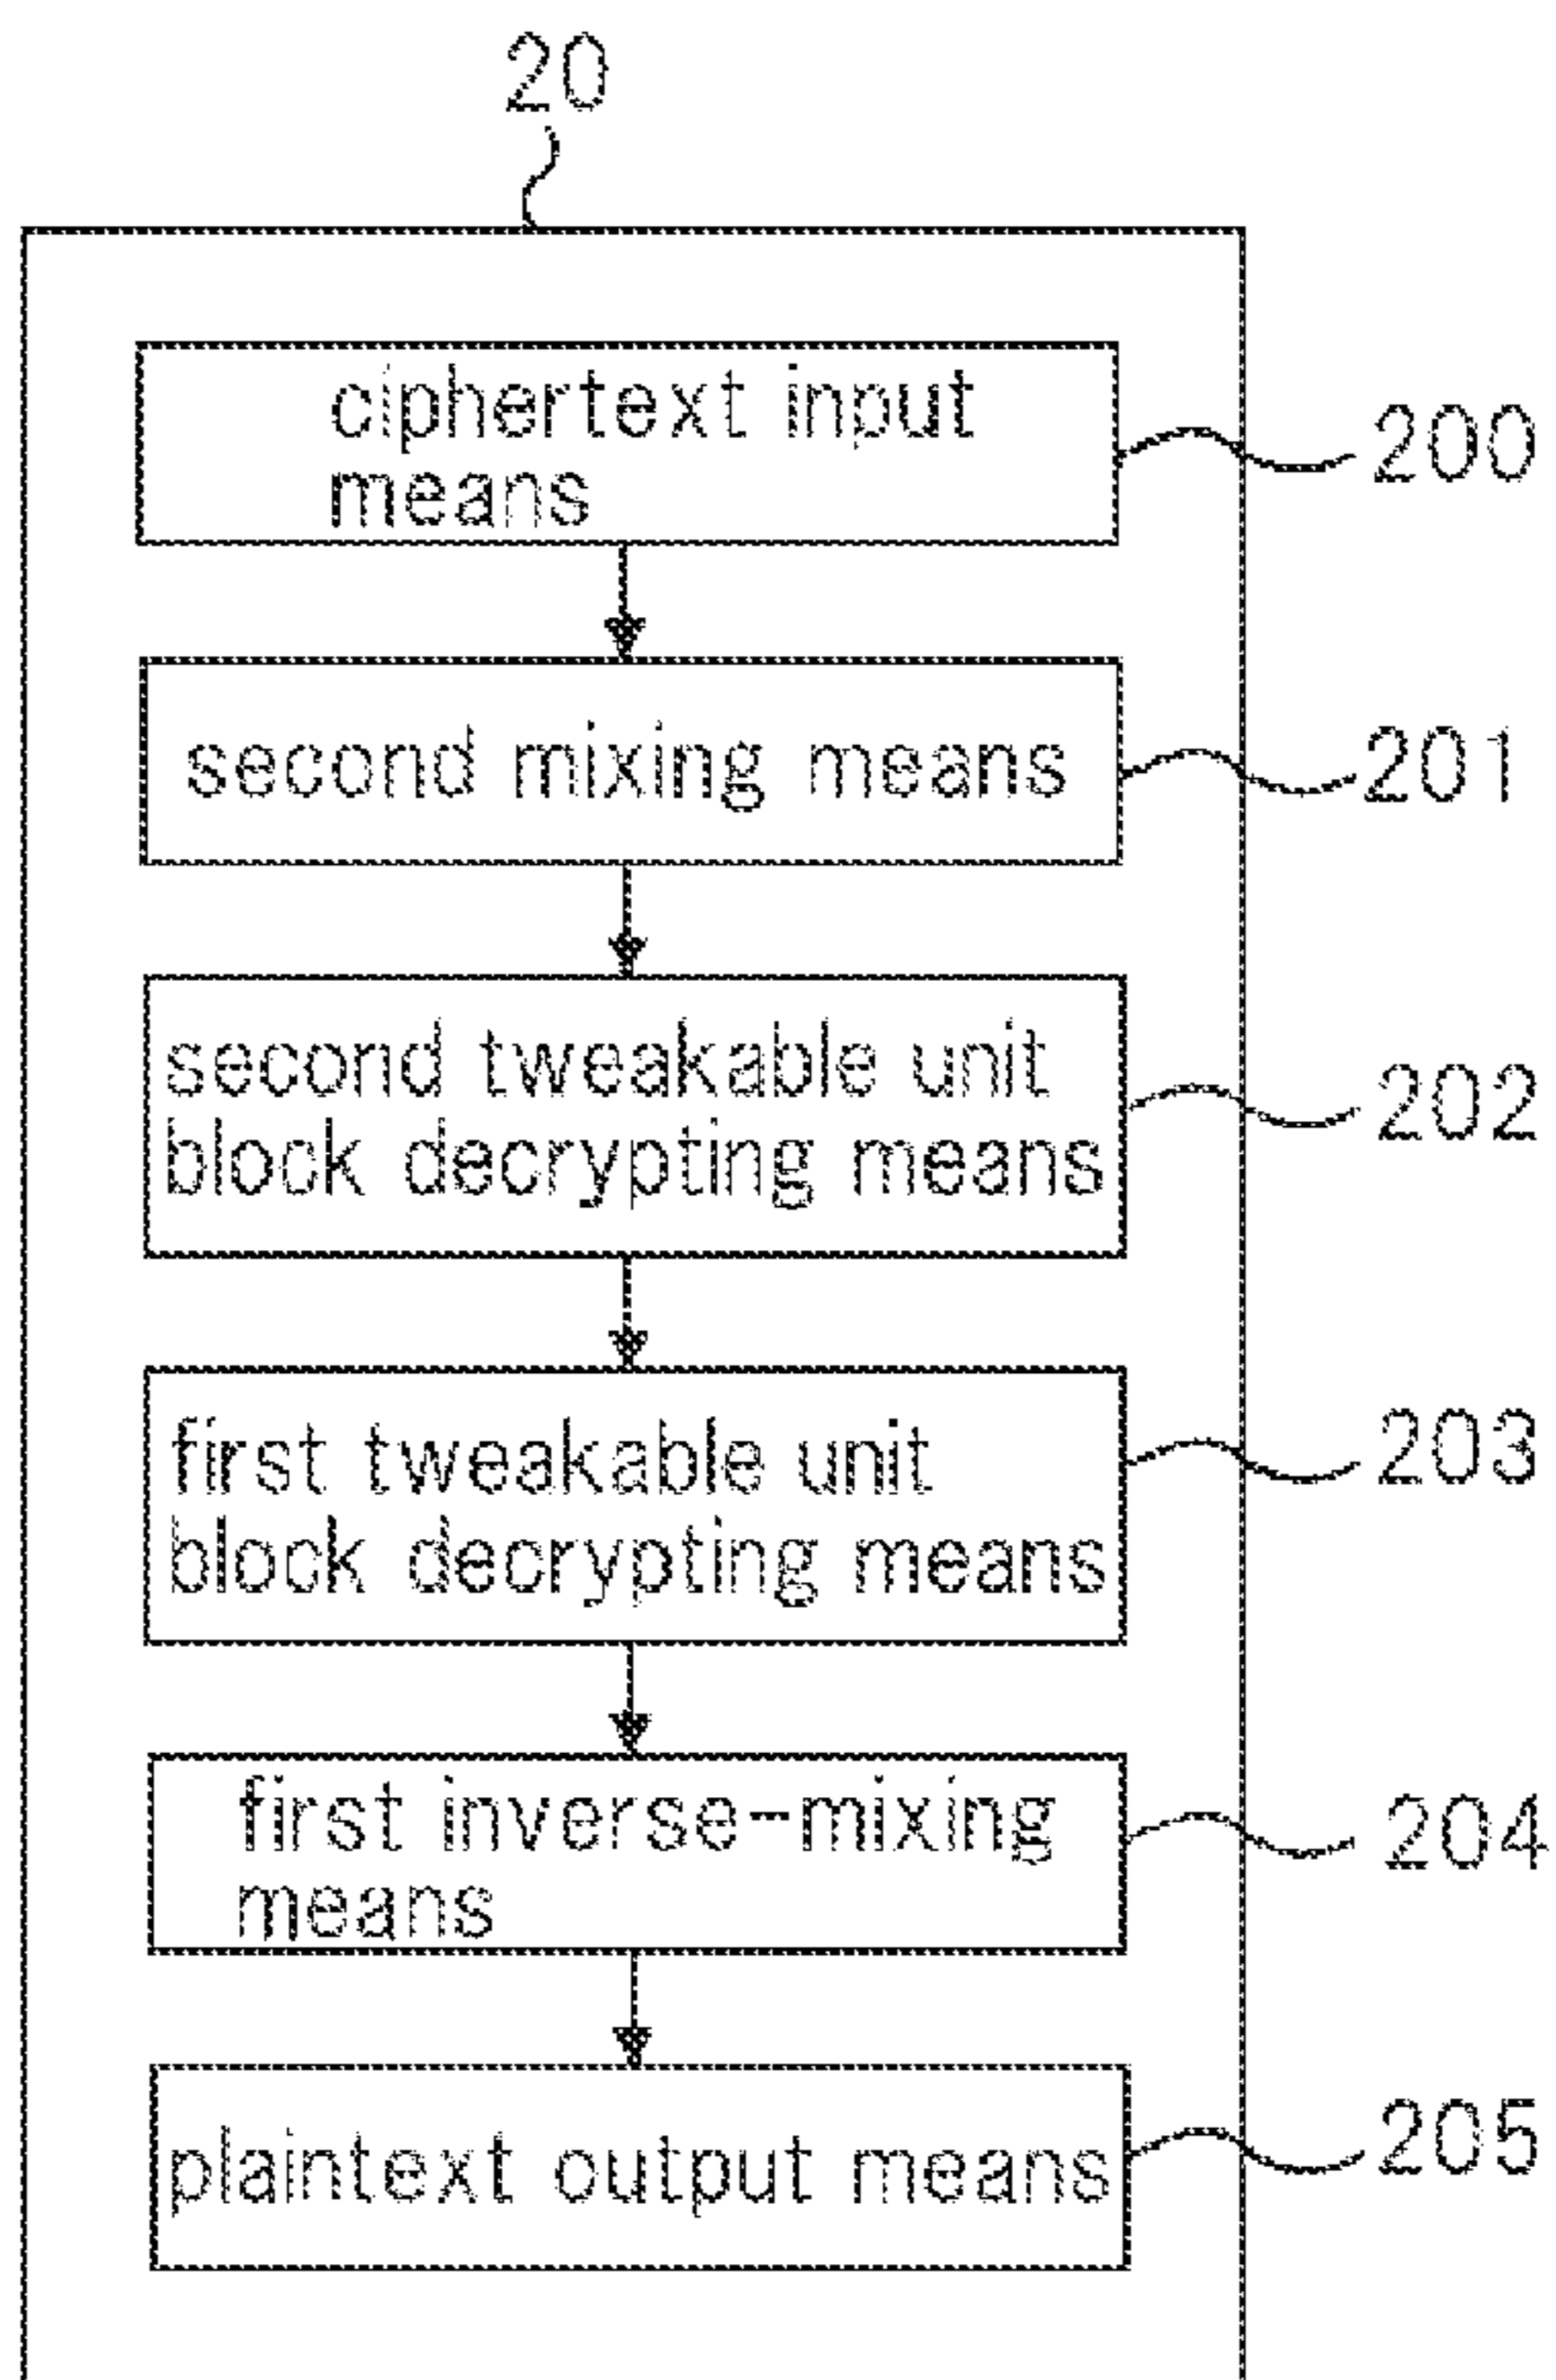 20
ciphertext input
means
200
second mixing means
201
second tweakable unit
block decrypting means
202
first tweakable unit
block decrypting means
203
first inverse-mixing
means
204
plaintext output means
205